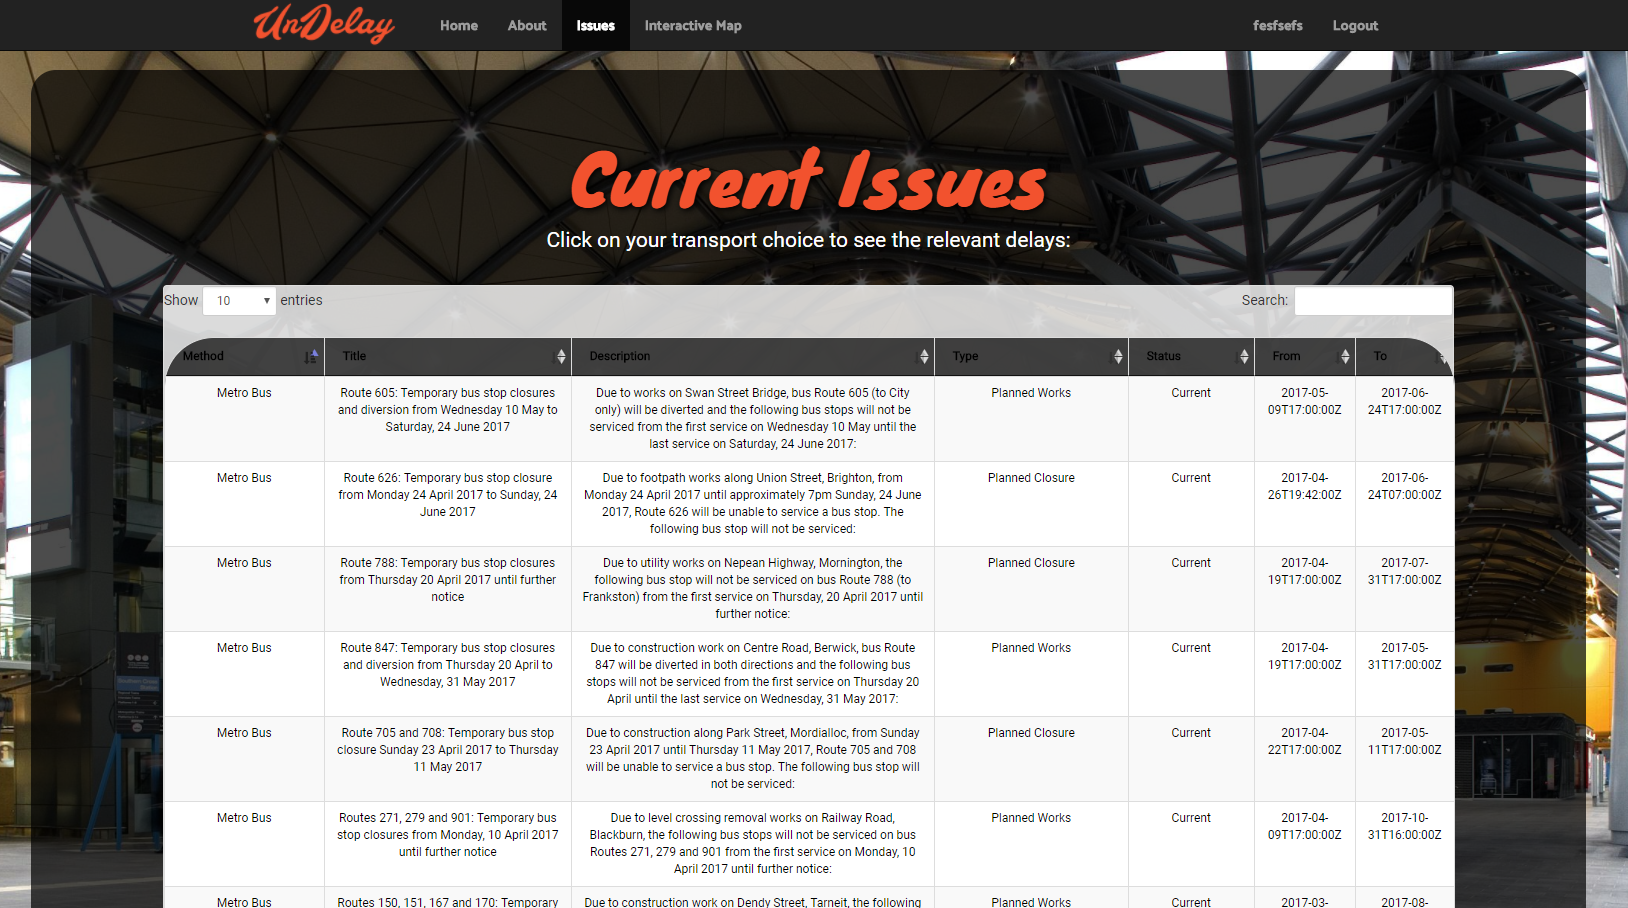 UnDelay Home About Issues Interactive Map fesfsefs Logout
Current Issues
Click on your transport choice to see the relevant delays:
Show 10 entries Search:
Method Title Description Type Status From To
Metro Bus Route 605: Temporary bus stop closures Due to works on Swan Street Bridge, bus Route 605 (to City Planned Works Current 2017-05- 2017-06-
and diversion from Wednesday 10 May to only) will be diverted and the following bus stops will not be 09T17:00:00Z 24T17:00:00Z
Saturday, 24 June 2017 serviced from the first service on Wednesday 10 May until the
last service on Saturday, 24 June 2017:
Metro Bus Route 626: Temporary bus stop closure Due to footpath works along Union Street, Brighton, from Planned Closure Current 2017-04- 2017-06-
from Monday 24 April 2017 to Sunday, 24 Monday 24 April 2017 until approximately 7pm Sunday, 24 June 26T19:42:00Z 24T07:00:00Z
June 2017 2017, Route 626 will be unable to service a bus stop. The
following bus stop will not be serviced:
Metro Bus Route 788: Temporary bus stop closures Due to utility works on Nepean Highway, Mornington, the Planned Closure Current 2017-04- 2017-07-
from Thursday 20 April 2017 until further following bus stop will not be serviced on bus Route 788 (to 19T17:00:00Z 31T17:00:00Z
notice Frankston) from the first service on Thursday, 20 April 2017 until
further notice:
Metro Bus Route 847: Temporary bus stop closures Due to construction work on Centre Road, Berwick, bus Route Planned Works Current 2017-04- 2017-05-
and diversion from Thursday 20 April to 847 will be diverted in both directions and the following bus 19T17:00:00Z 31T17:00:00Z
Wednesday, 31 May 2017 stops will not be serviced from the first service on Thursday 20
April until the last service on Wednesday, 31 May 2017:
Metro Bus Route 705 and 708: Temporary bus stop Due to construction along Park Street, Mordialloc, from Sunday Planned Closure Current 2017-04- 2017-05-
closure Sunday 23 April 2017 to Thursday 23 April 2017 until Thursday 11 May 2017, Route 705 and 708 22T17:00:00Z 11T17:00:00Z
11 May 2017 will be unable to service a bus stop. The following bus stop will
not be serviced:
Metro Bus Routes 271, 279 and 901: Temporary bus Due to level crossing removal works on Railway Road, Planned Works Current 2017-04- 2017-10-
stop closures from Monday, 10 April 2017 Blackburn, the following bus stops will not be serviced on bus 09T17:00:00Z 31T16:00:00Z
until further notice Routes 271, 279 and 901 from the first service on Monday, 10
April 2017 until further notice:
Metro Bus Routes 150, 151, 167 and 170: Temporary Due to construction work on Dendy Street, Tarneit, the following Planned Works Current 2017-03- 2017-08-